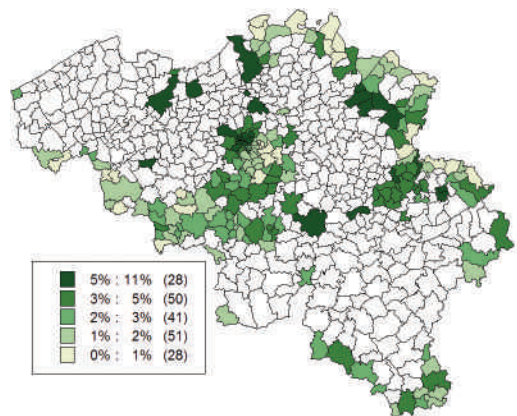 5% : 11% (28)
3% : 5% (50)
2% : 3% (41)
1% : 2% (51)
0% : 1% (28)